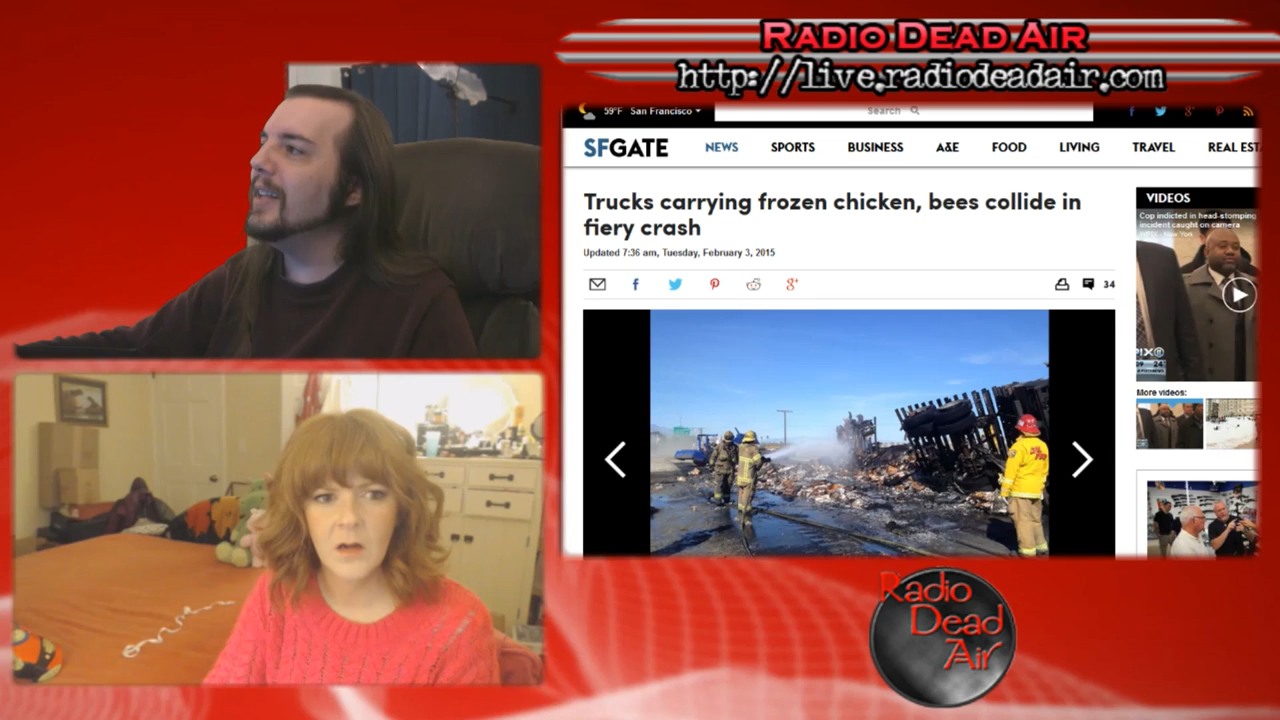 Radio Dead Air
http://live.radiodeadair.com
59°F San Francisco
Search
SFGATE NEWS SPORTS BUSINESS A&E FOOD LIVING TRAVEL REAL EST
Trucks carrying frozen chicken, bees collide in
fiery crash
Updated 7:36 am, Tuesday, February 3, 2015
34
VIDEOS
Cop indicted in head-stomping
incident caught on camera
More videos:
Radio
Dead
Air